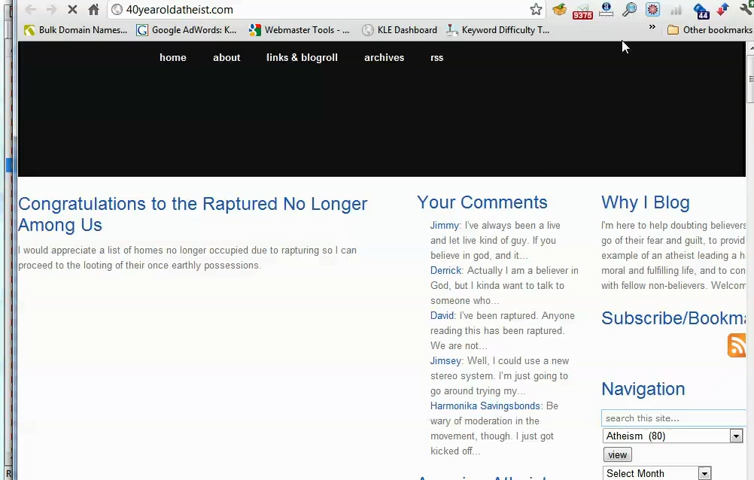 40yearoldatheist.com
9375
44
Bulk Domain Names...
Google AdWords: K...
Webmaster Tools - ...
KLE Dashboard
Keyword Difficulty T...
»
Other bookmarks
home about links & blogroll archives rss
Congratulations to the Raptured No Longer
Among Us
I would appreciate a list of homes no longer occupied due to rapturing so I can
proceed to the looting of their once earthly possessions.
Your Comments
Jimmy: I've always been a live
and let live kind of guy. If you
believe in god, and it...
Derrick: Actually I am a believer in
God, but I kinda want to talk to
someone who...
David: I've been raptured. Anyone
reading this has been raptured.
We are not...
Jimsey: Well, I could use a new
stereo system. I'm just going to
go around trying my...
Harmonika Savingsbonds: Be
wary of moderation in the
movement, though. I just got
kicked off...
Why I Blog
I'm here to help doubting believers
go of their fear and guilt, to provid
example of an atheist leading a h
moral and fulfilling life, and to con
with fellow non-believers. Welcom
Subscribe/Bookma
Navigation
search this site...
Atheism (80)
view
Select Month